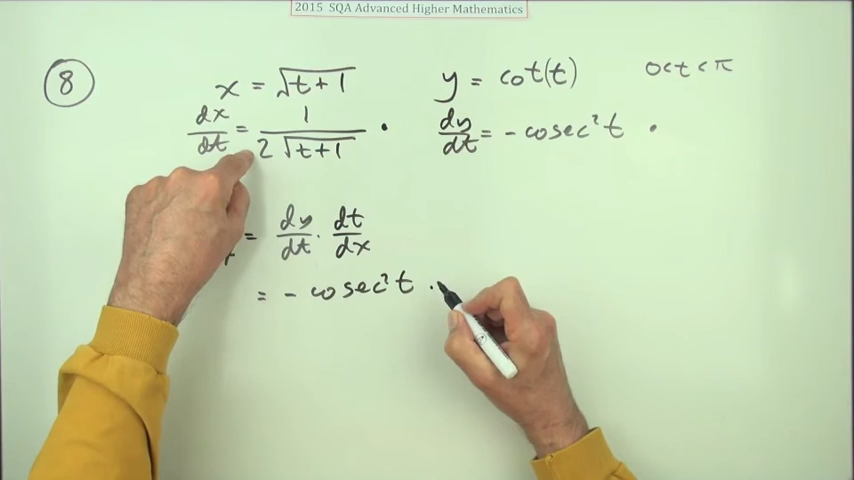 2015 SQA Advanced Higher Mathematics
8 x = √(t+1) y = cot(t) 0<t<π
dx/dt = 1/(2√(t+1)) • dy/dt = - cosec²t •
= dy/dt · dt/dx
= - cosec²t ·